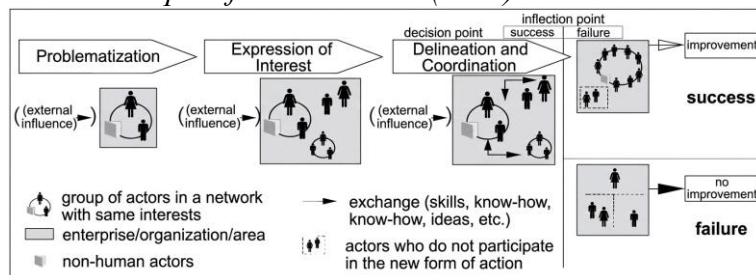 inflection point
decision point
success
failure
Problematization
Expression of
Interest
Delineation and
Coordination
improvement
(external
influence)
(external
influence)
(external
influence)
success
group of actors in a network
with same interests
enterprise/organization/area
non-human actors
exchange (skills, know-how,
know-how, ideas, etc.)
actors who do not participate
in the new form of action
no
improvement
failure